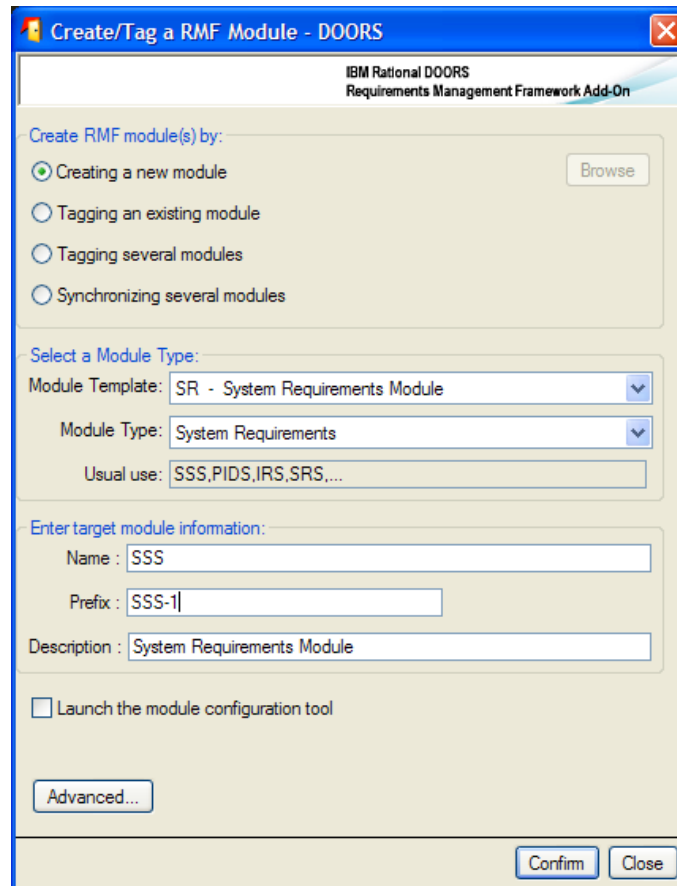 Create/Tag a RMF Module - DOORS
IBM Rational DOORS
Requirements Management Framework Add-On
Create RMF module(s) by:
Creating a new module
Browse
Tagging an existing module
Tagging several modules
Synchronizing several modules
Select a Module Type:
Module Template: SR - System Requirements Module
Module Type: System Requirements
Usual use: SSS,PIDS,IRS,SRS,...
Enter target module information:
Name : SSS
Prefix : SSS-1
Description : System Requirements Module
Launch the module configuration tool
Advanced...
Confirm Close